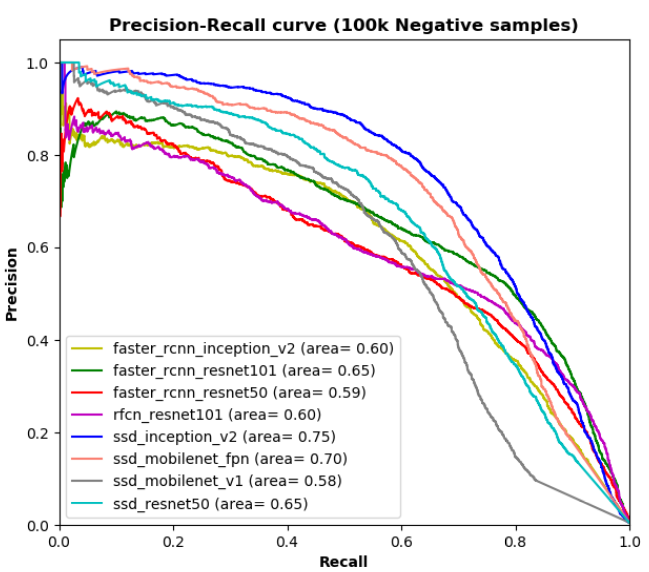 Precision-Recall curve (100k Negative samples)
1.0
0.8
0.6
0.4
0.2
0.0
Precision
faster_rcnn_inception_v2 (area= 0.60)
faster_rcnn_resnet101 (area= 0.65)
faster_rcnn_resnet50 (area= 0.59)
rfcn_resnet101 (area= 0.60)
ssd_inception_v2 (area= 0.75)
ssd_mobilenet_fpn (area= 0.70)
ssd_mobilenet_v1 (area= 0.58)
ssd_resnet50 (area= 0.65)
0.0 0.2 0.4 0.6 0.8 1.0
Recall